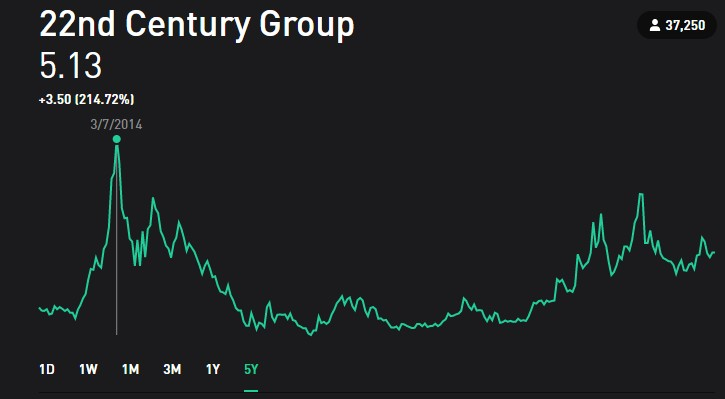 22nd Century Group
37,250
5.13
+3.50 (214.72%)
3/7/2014
1D 1W 1M 3M 1Y 5Y